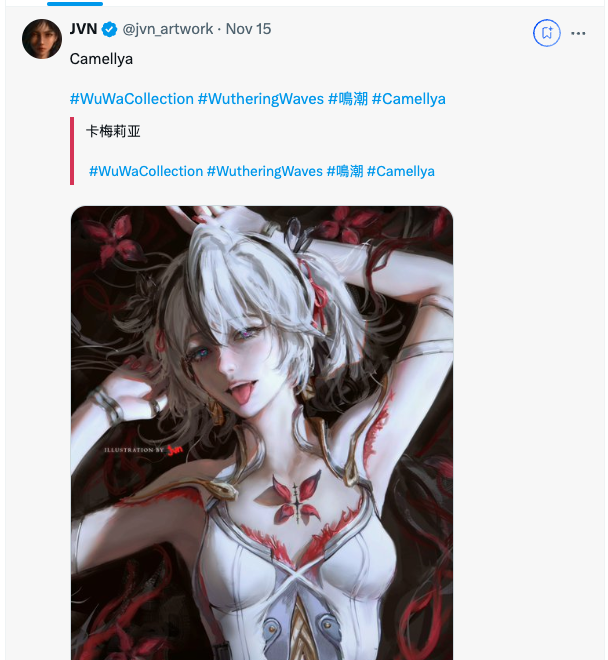 JVN @jvn_artwork · Nov 15
Camellya
#WuWaCollection #WutheringWaves #鳴潮 #Camellya
卡梅莉亚
#WuWaCollection #WutheringWaves #鳴潮 #Camellya
ILLUSTRATION BY Jvn